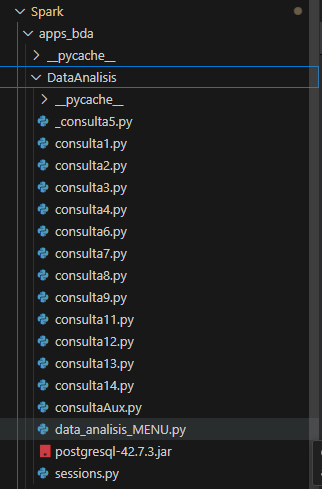 Spark
apps_bda
__pycache__
DataAnalisis
__pycache__
_consulta5.py
consulta1.py
consulta2.py
consulta3.py
consulta4.py
consulta6.py
consulta7.py
consulta8.py
consulta9.py
consulta11.py
consulta12.py
consulta13.py
consulta14.py
consultaAux.py
data_analisis_MENU.py
postgresql-42.7.3.jar
sessions.py